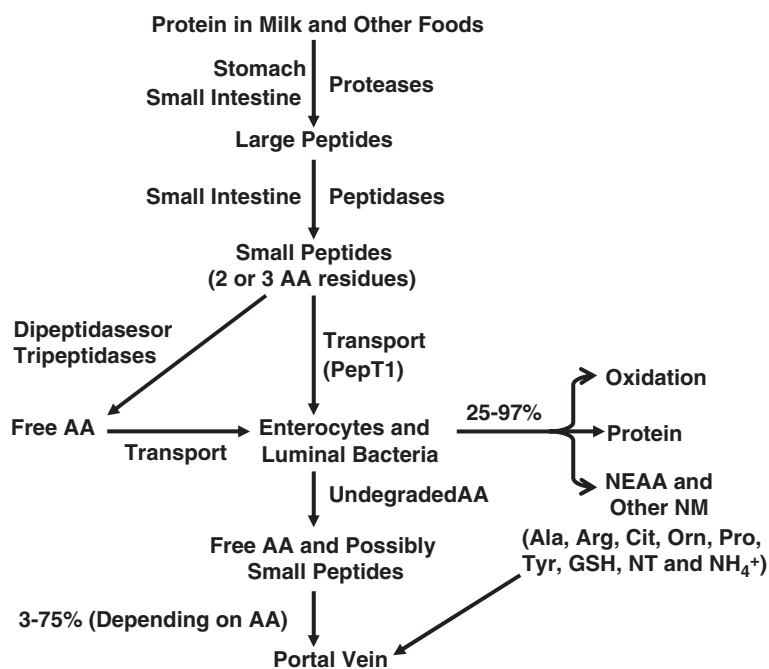 Protein in Milk and Other Foods
Stomach
Small Intestine
Proteases
Large Peptides
Small Intestine
Peptidases
Small Peptides
(2 or 3 AA residues)
Dipeptidasesor
Tripeptidases
Transport
(PepT1)
Free AA
Transport
Enterocytes and
Luminal Bacteria
25-97%
Oxidation
Protein
NEAA and
Other NM
(Ala, Arg, Cit, Orn, Pro,
Tyr, GSH, NT and NH₄⁺)
UndegradedAA
Free AA and Possibly
Small Peptides
3-75% (Depending on AA)
Portal Vein